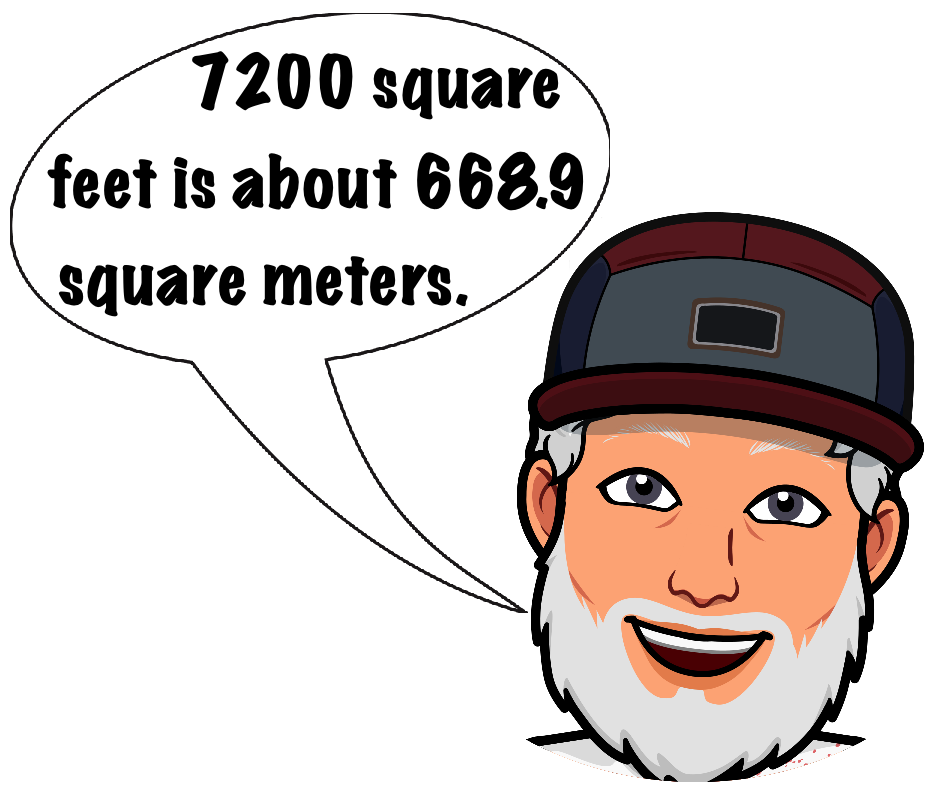 7200 square
feet is about 668.9
square meters.